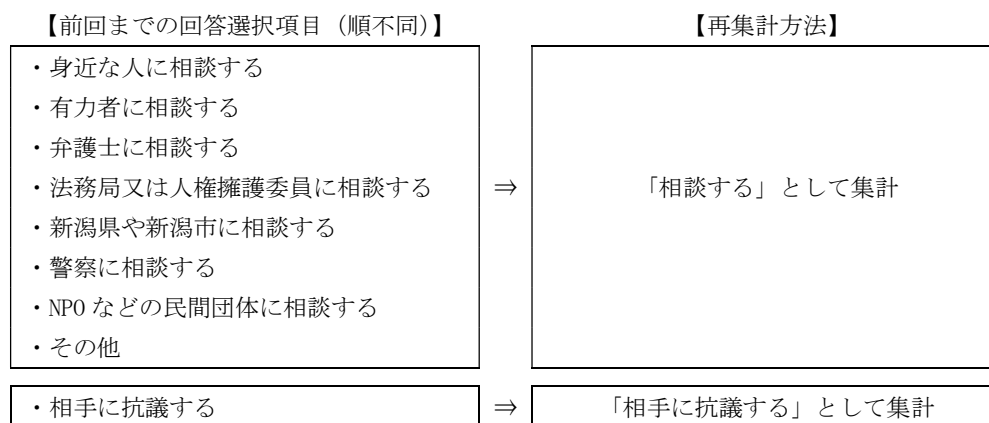 【前回までの回答選択項目（順不同）】 【再集計方法】
・身近な人に相談する
・有力者に相談する
・弁護士に相談する
・法務局又は人権擁護委員に相談する ⇒ 「相談する」として集計
・新潟県や新潟市に相談する
・警察に相談する
・NPO などの民間団体に相談する
・その他
・相手に抗議する ⇒ 「相手に抗議する」として集計